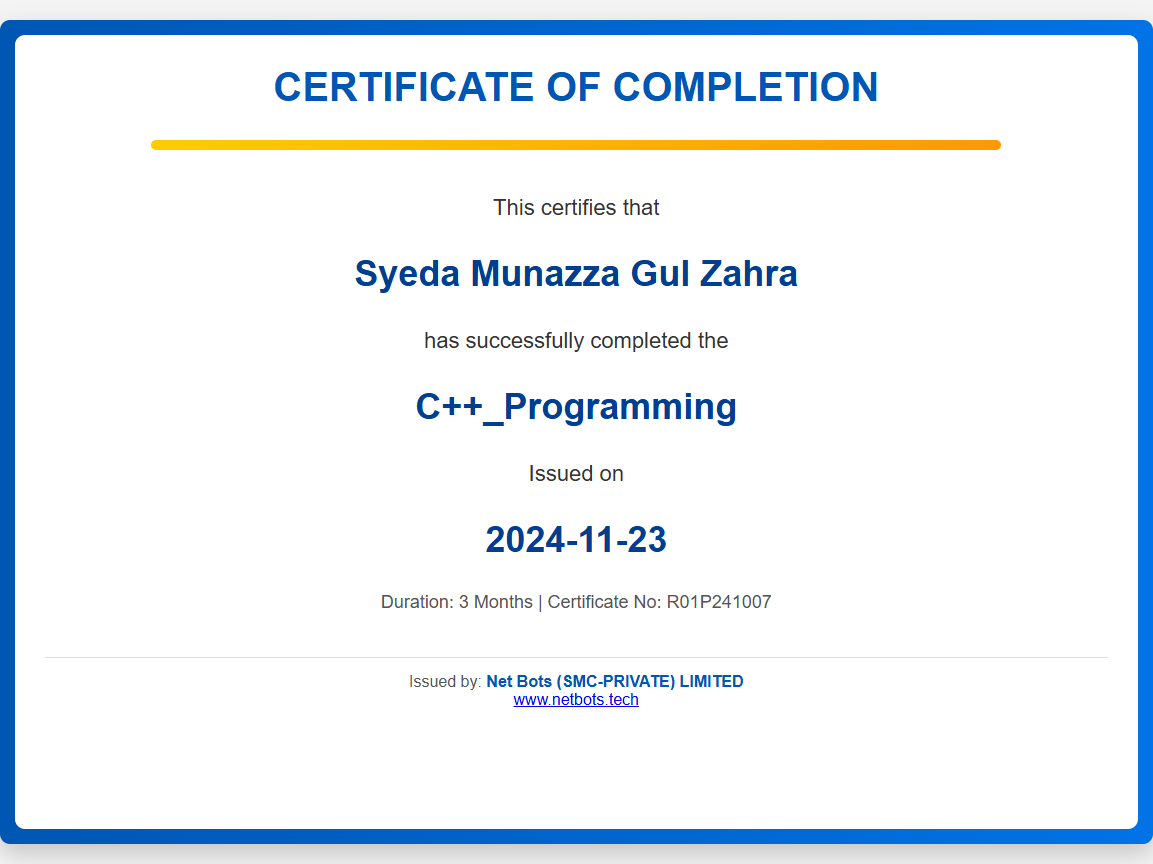 CERTIFICATE OF COMPLETION
This certifies that
Syeda Munazza Gul Zahra
has successfully completed the
C++_Programming
Issued on
2024-11-23
Duration: 3 Months | Certificate No: R01P241007
Issued by: Net Bots (SMC-PRIVATE) LIMITED
www.netbots.tech